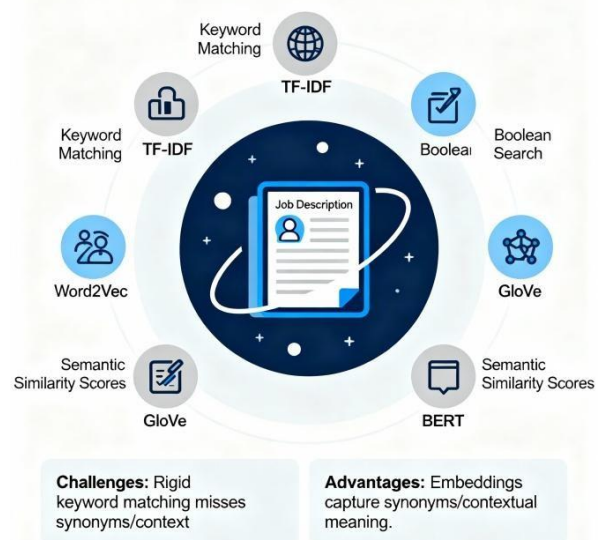 Keyword
Matching
TF-IDF
Keyword
Matching
TF-IDF
Boolear
Boolean
Search
Job Description
Word2Vec
GloVe
Semantic
Similarity Scores
GloVe
Semantic
Similarity Scores
BERT
Challenges: Rigid
keyword matching misses
synonyms/context
Advantages: Embeddings
capture synonyms/contextual
meaning.